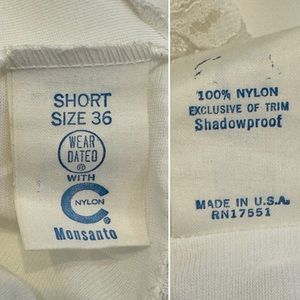 SHORT
SIZE 36
WEAR
DATED
®
WITH
C
NYLON
Monsanto
100% NYLON
EXCLUSIVE OF TRIM
Shadowproof
MADE IN U.S.A.
RN17551